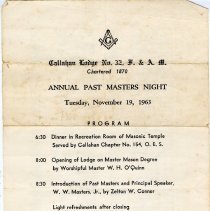 Callahan Lodge No. 32, F. & A. M.
Chartered 1870
ANNUAL PAST MASTERS NIGHT
Tuesday, November 19, 1963
PROGRAM
6:30 Dinner in Recreation Room of Masonic Temple
Served by Callahan Chapter No. 154, O. E. S.
8:00 Opening of Lodge on Master Mason Degree
by Worshipful Master W. H. O'Quinn
8:30 Introduction of Past Masters and Principal Speaker,
W. W. Masters, Jr., by Zelton W. Conner
Light refreshments after closing